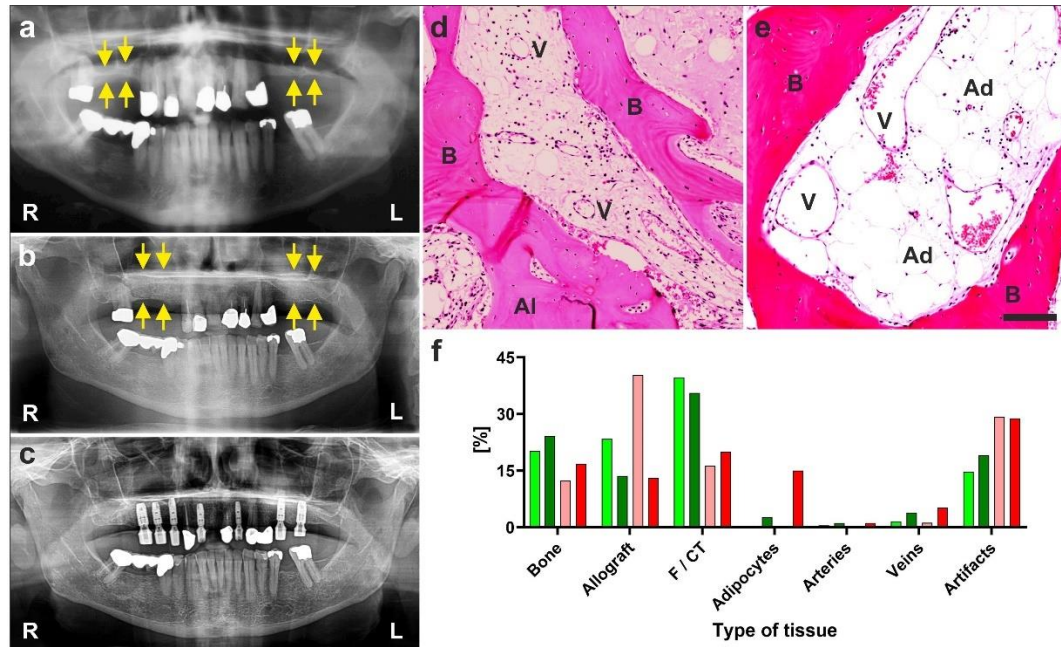 a
R L
b
R L
c
R L
d
V
B
B
V
Al
e
B
Ad
V
V
Ad
B
f
45
30
15
0
[%]
Bone
Allograft
F / CT
Adipocytes
Arteries
Veins
Artifacts
Type of tissue